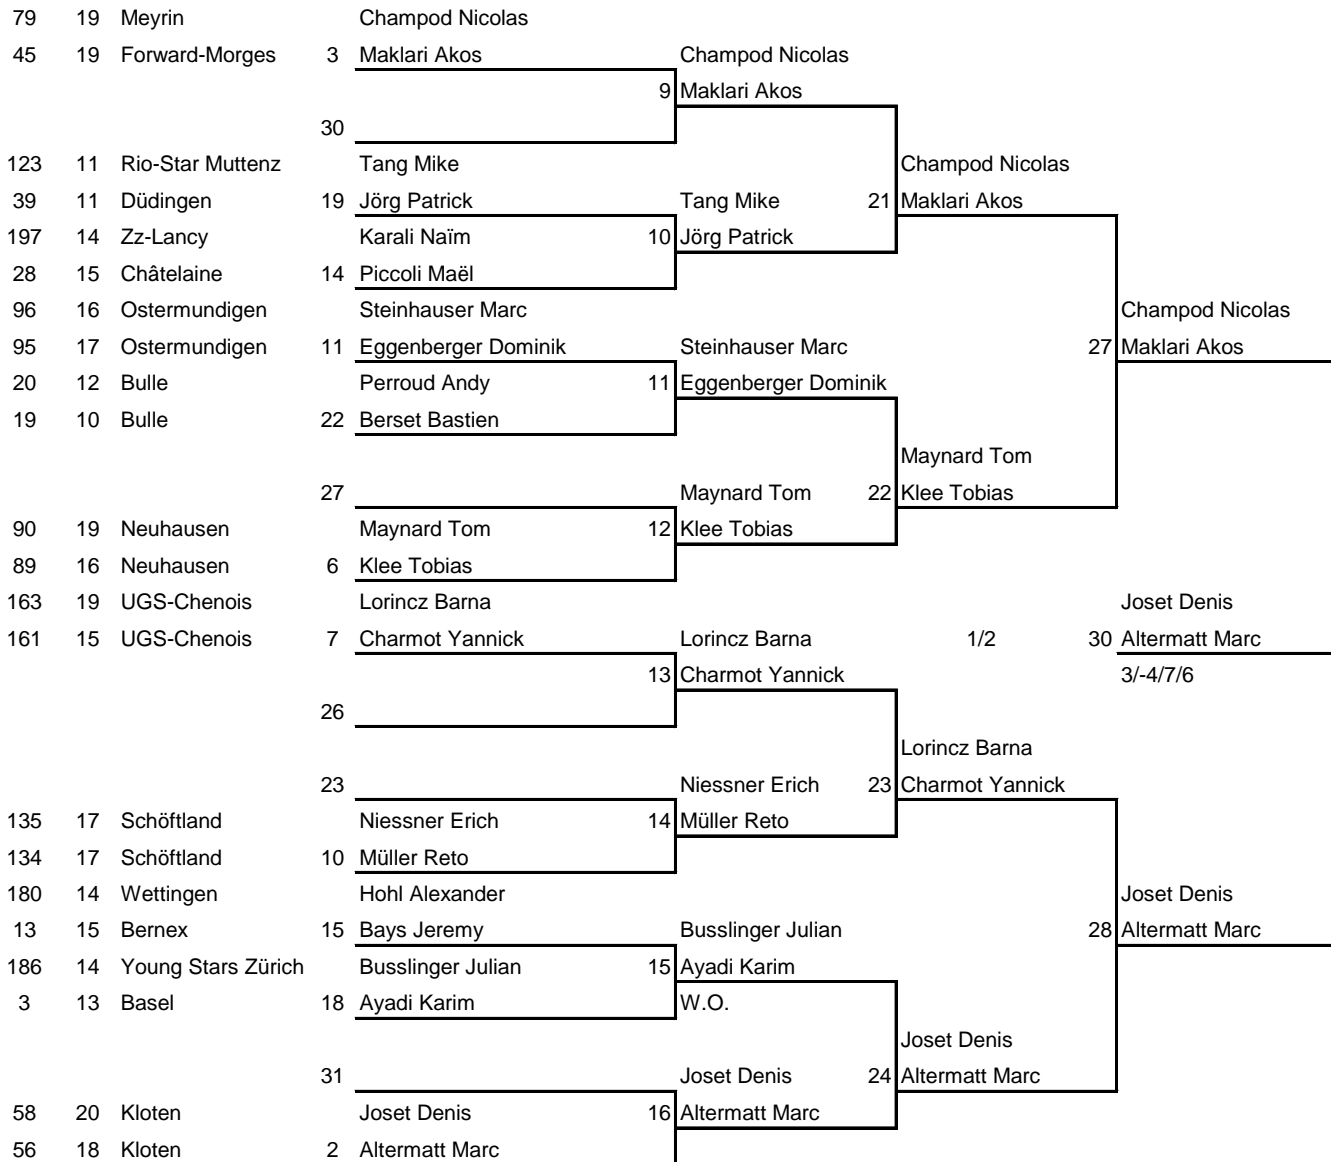 79 19 Meyrin Champod Nicolas
45 19 Forward-Morges 3 Maklari Akos Champod Nicolas
9 Maklari Akos
30
123 11 Rio-Star Muttenz Tang Mike Champod Nicolas
39 11 Düdingen 19 Jörg Patrick Tang Mike 21 Maklari Akos
197 14 Zz-Lancy Karali Naïm 10 Jörg Patrick
28 15 Châtelaine 14 Piccoli Maël
96 16 Ostermundigen Steinhauser Marc Champod Nicolas
95 17 Ostermundigen 11 Eggenberger Dominik Steinhauser Marc 27 Maklari Akos
20 12 Bulle Perroud Andy 11 Eggenberger Dominik
19 10 Bulle 22 Berset Bastien
Maynard Tom
27 Maynard Tom 22 Klee Tobias
90 19 Neuhausen Maynard Tom 12 Klee Tobias
89 16 Neuhausen 6 Klee Tobias
163 19 UGS-Chenois Lorincz Barna Joset Denis
161 15 UGS-Chenois 7 Charmot Yannick Lorincz Barna 1/2 30 Altermatt Marc
13 Charmot Yannick 3/-4/7/6
26
Lorincz Barna
23 Niessner Erich 23 Charmot Yannick
135 17 Schöftland Niessner Erich 14 Müller Reto
134 17 Schöftland 10 Müller Reto
180 14 Wettingen Hohl Alexander Joset Denis
13 15 Bernex 15 Bays Jeremy Busslinger Julian 28 Altermatt Marc
186 14 Young Stars Zürich Busslinger Julian 15 Ayadi Karim
3 13 Basel 18 Ayadi Karim W.O.
Joset Denis
31 Joset Denis 24 Altermatt Marc
58 20 Kloten Joset Denis 16 Altermatt Marc
56 18 Kloten 2 Altermatt Marc